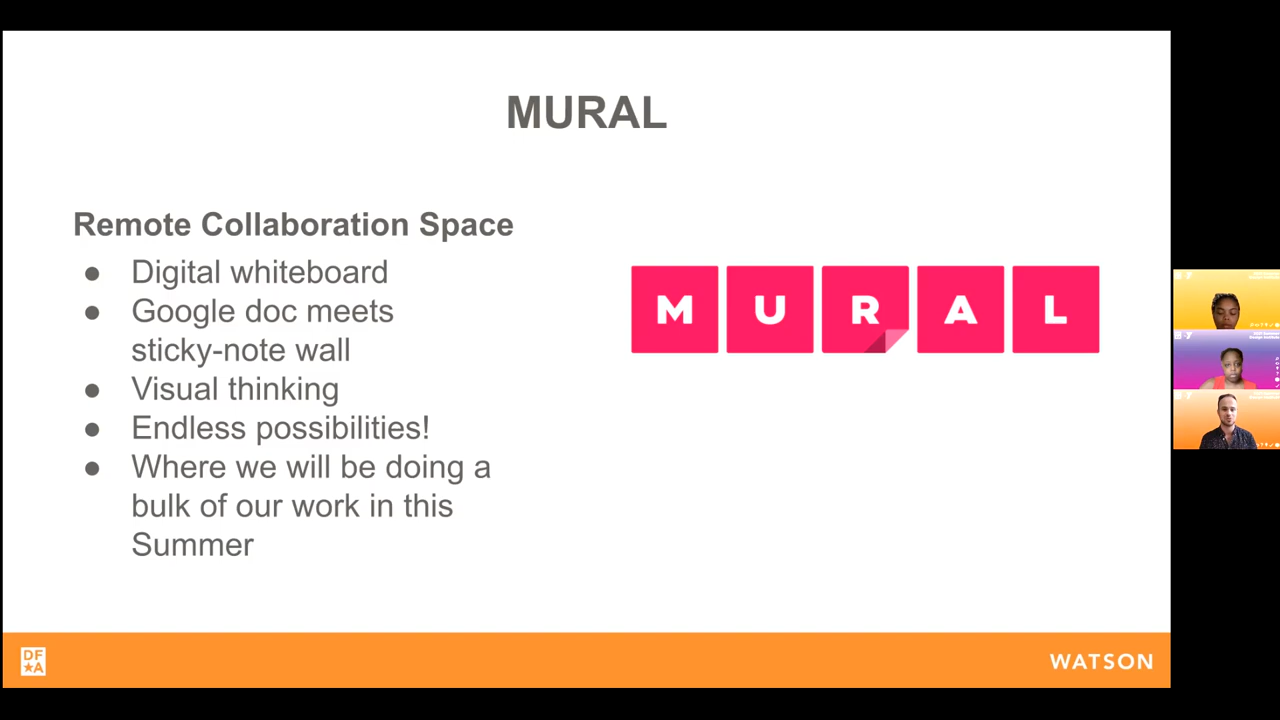 MURAL
Remote Collaboration Space
● Digital whiteboard
● Google doc meets
sticky-note wall
● Visual thinking
● Endless possibilities!
● Where we will be doing a
bulk of our work in this
Summer
MURAL
DF
★A
WATSON